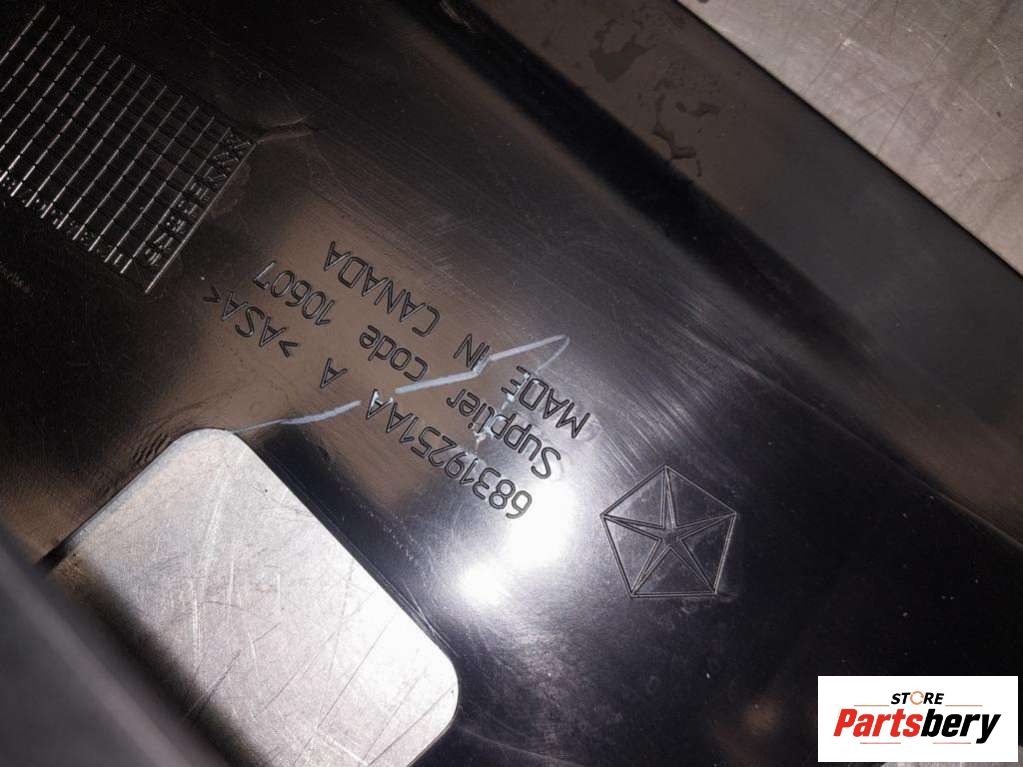 68319251AA A >ASA<
Supplier code 10607
MADE IN CANADA
STORE
Partsbery